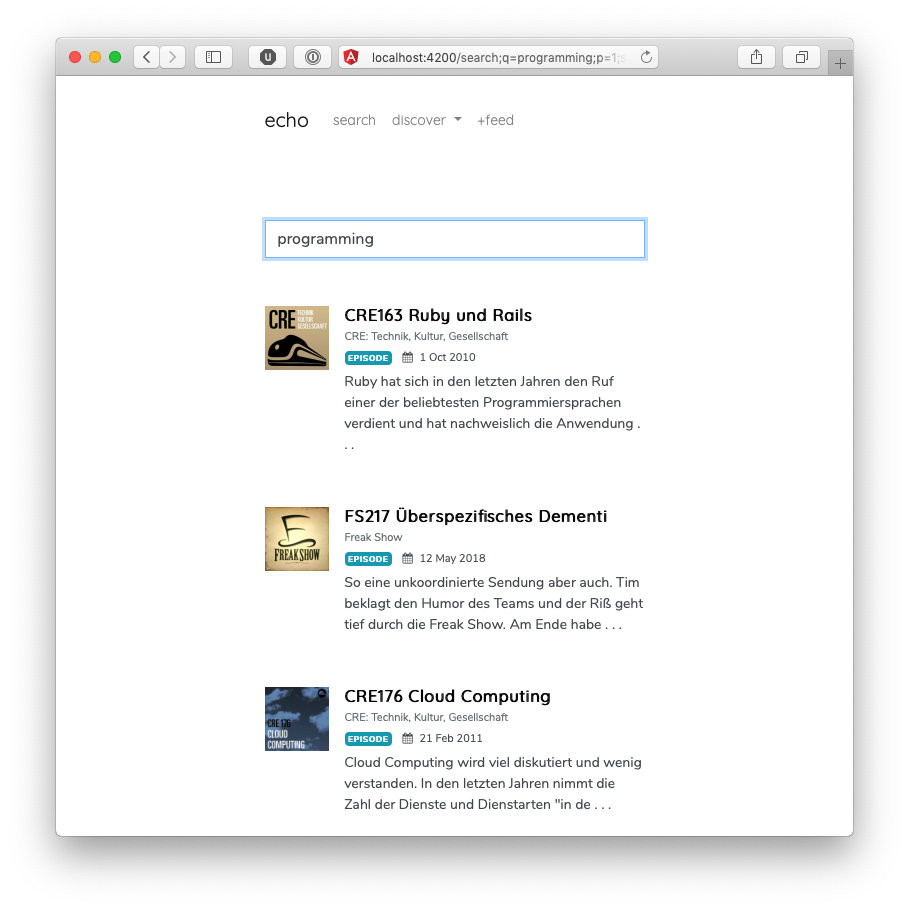 localhost:4200/search;q=programming;p=1;s
echo search discover +feed
programming
CRE TECHNIK
KULTUR
GESELLSCHAFT
CRE163 Ruby und Rails
CRE: Technik, Kultur, Gesellschaft
EPISODE 1 Oct 2010
Ruby hat sich in den letzten Jahren den Ruf
einer der beliebtesten Programmiersprachen
verdient und hat nachweislich die Anwendung .
. .
FREAK SHOW
FS217 Überspezifisches Dementi
Freak Show
EPISODE 12 May 2018
So eine unkoordinierte Sendung aber auch. Tim
beklagt den Humor des Teams und der Riß geht
tief durch die Freak Show. Am Ende habe . . .
CRE 176
CLOUD
COMPUTING
CRE176 Cloud Computing
CRE: Technik, Kultur, Gesellschaft
EPISODE 21 Feb 2011
Cloud Computing wird viel diskutiert und wenig
verstanden. In den letzten Jahren nimmt die
Zahl der Dienste und Dienstarten "in de . . .